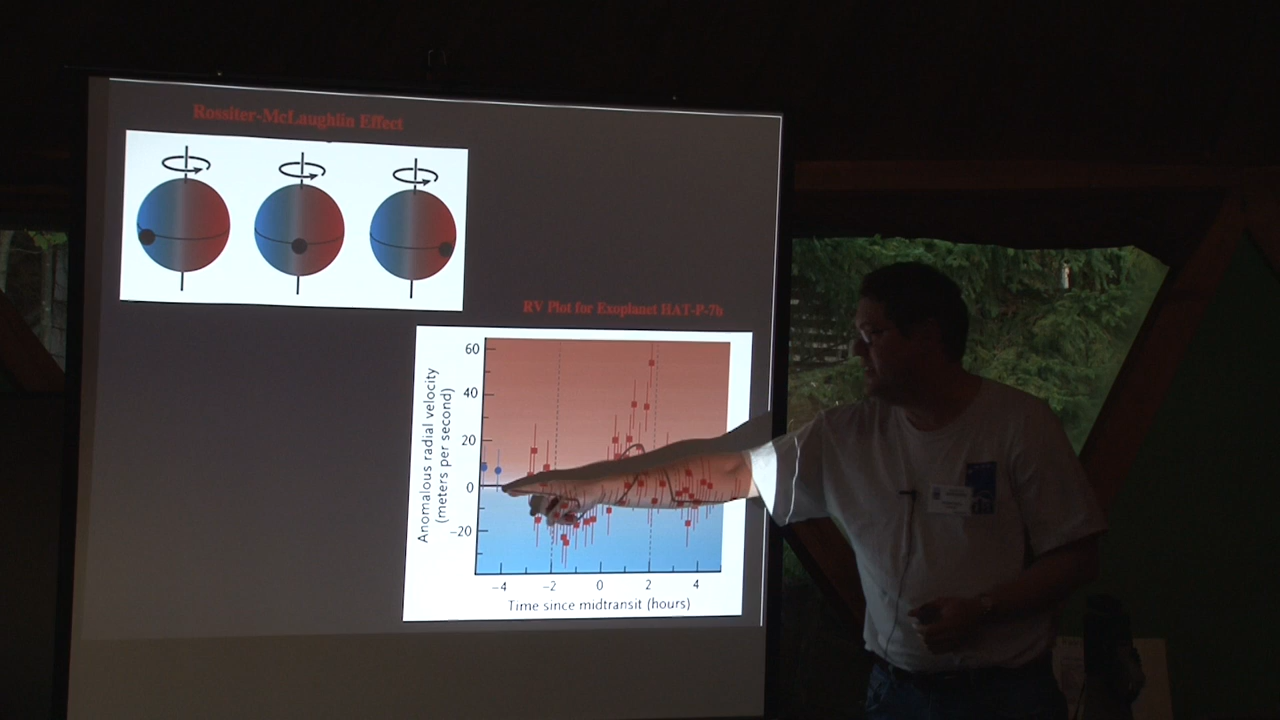 Rossiter-McLaughlin Effect
RV Plot for Exoplanet HAT-P-7b
Anomalous radial velocity
(meters per second)
60
40
20
0
−20
−4
−2
0
2
4
Time since midtransit (hours)